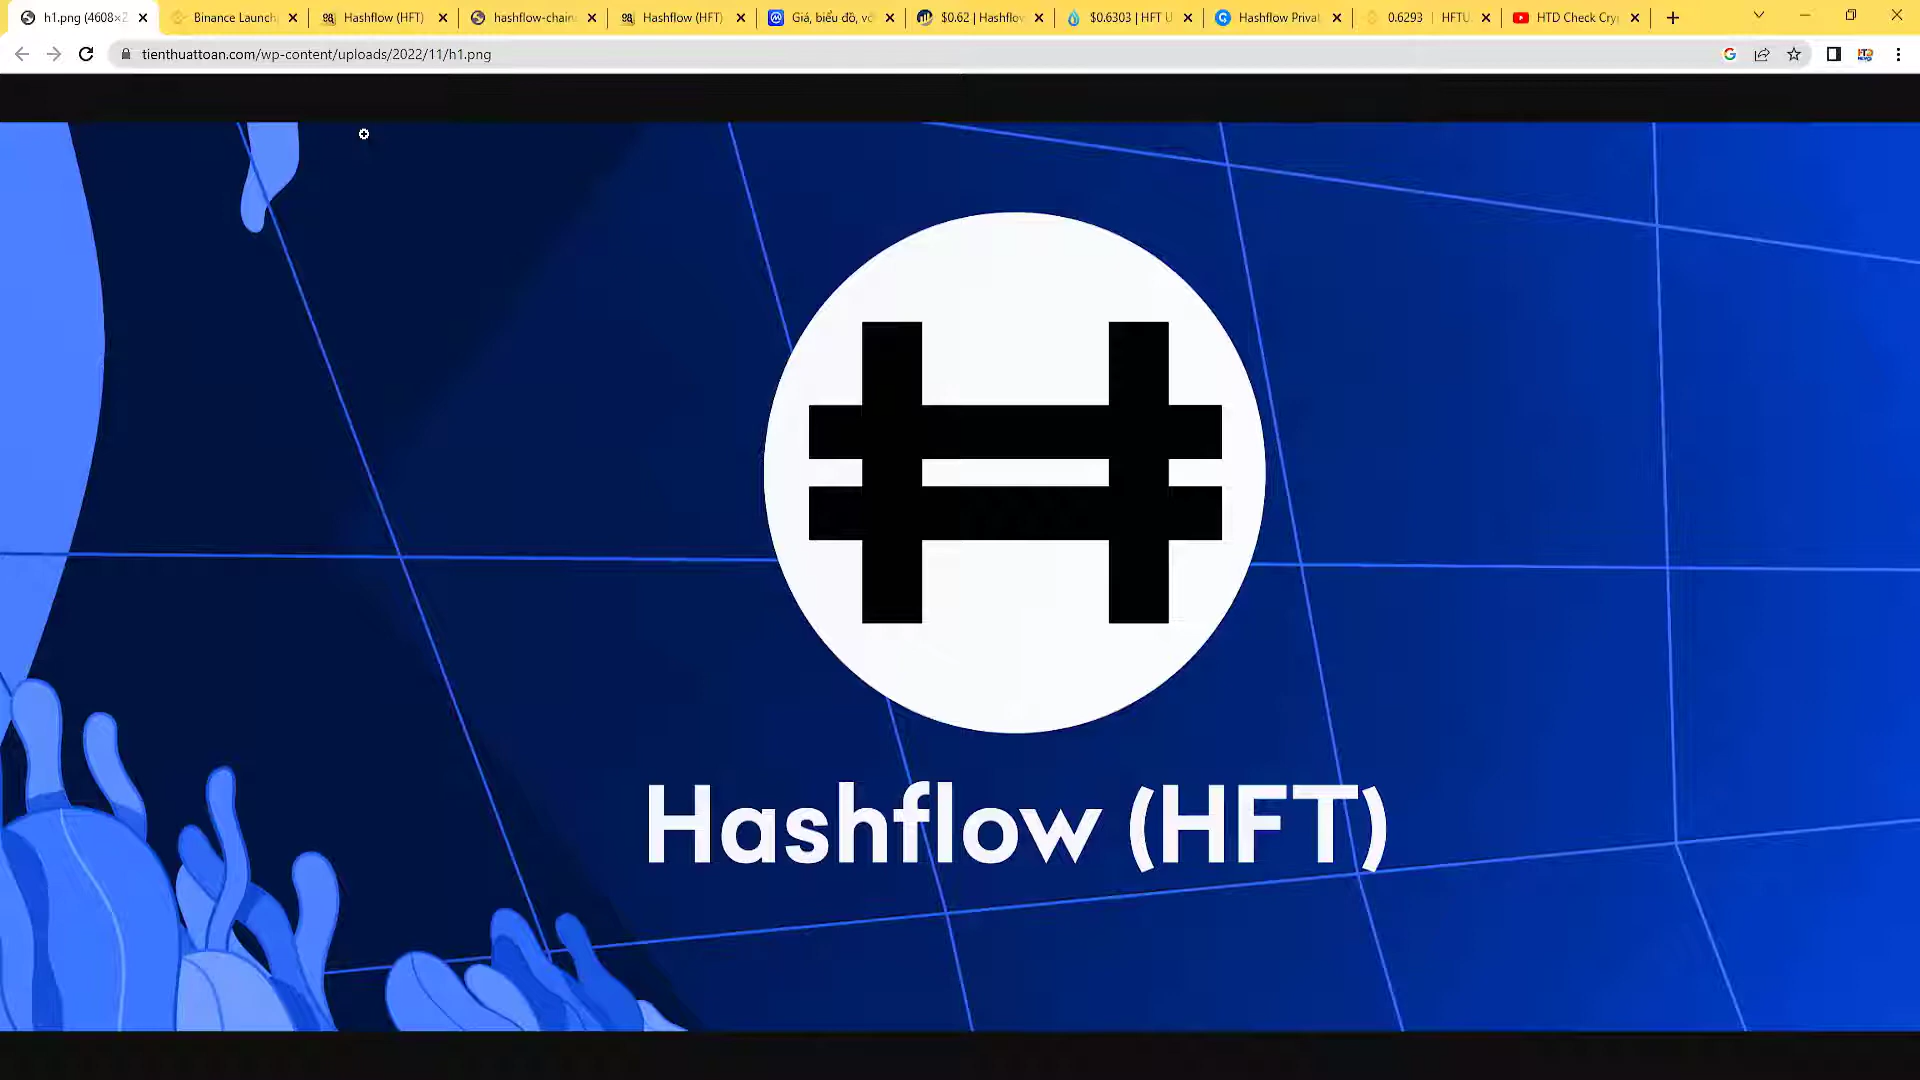 h1.png (4608×2
Binance Launch
Hashflow (HFT)
hashflow-chain
Hashflow (HFT)
Giá, biểu đồ, vố
$0.62 | Hashflow
$0.6303 | HFT U
Hashflow Privat
0.6293 | HFTU
HTD Check Cry
tienthuattoan.com/wp-content/uploads/2022/11/h1.png
Hashflow (HFT)